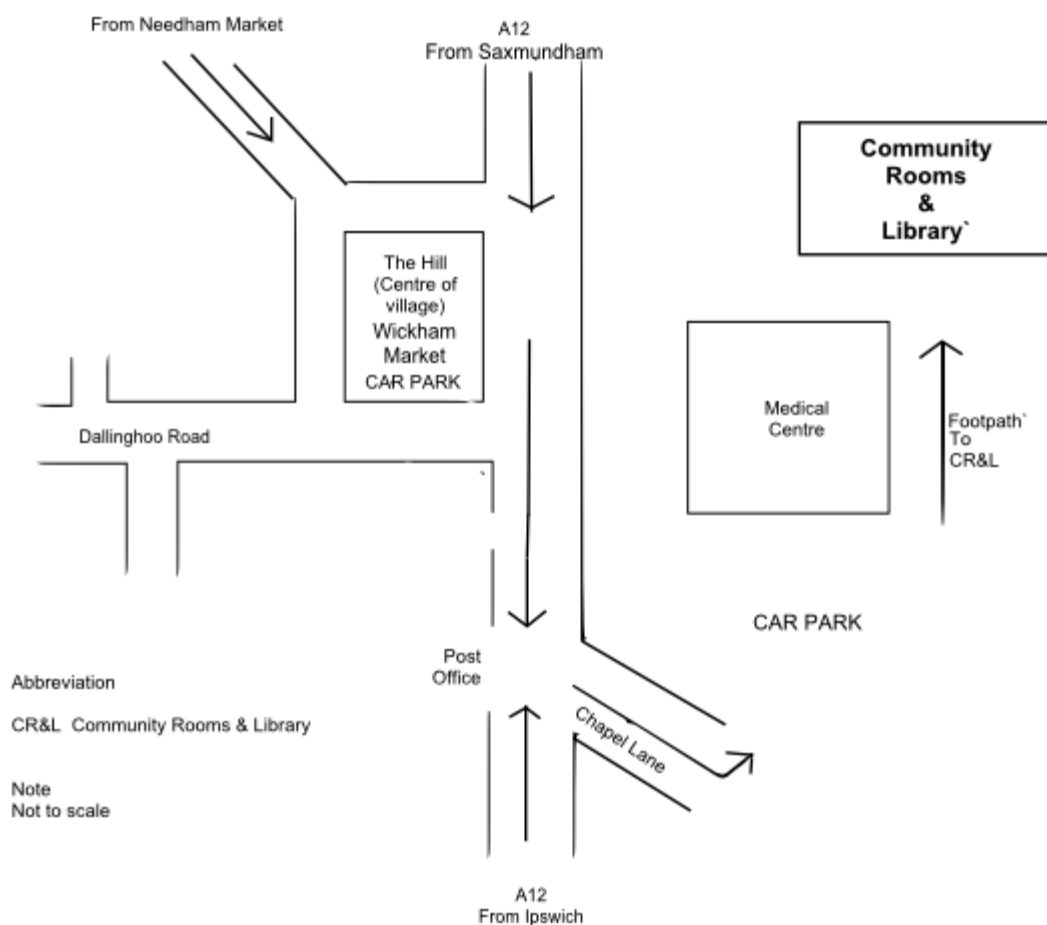 From Needham Market
A12
From Saxmundham
Community
Rooms
&
Library`
The Hill
(Centre of
village)
Wickham
Market
CAR PARK
Medical
Centre
Footpath`
To
CR&L
Dallinghoo Road
CAR PARK
Post
Office
Chapel Lane
Abbreviation
CR&L Community Rooms & Library
Note
Not to scale
A12
From Ipswich